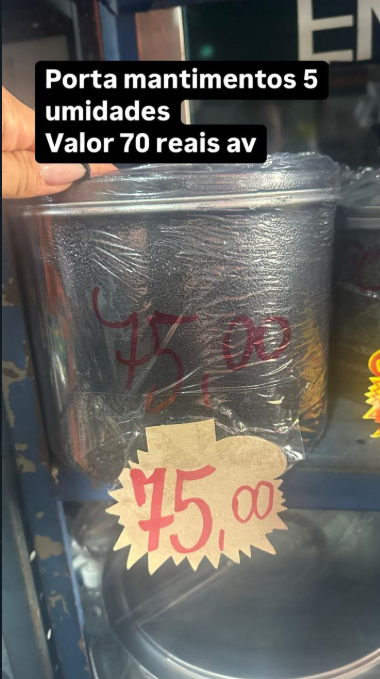 Porta mantimentos 5
umidades
Valor 70 reais av
75,00
75,00